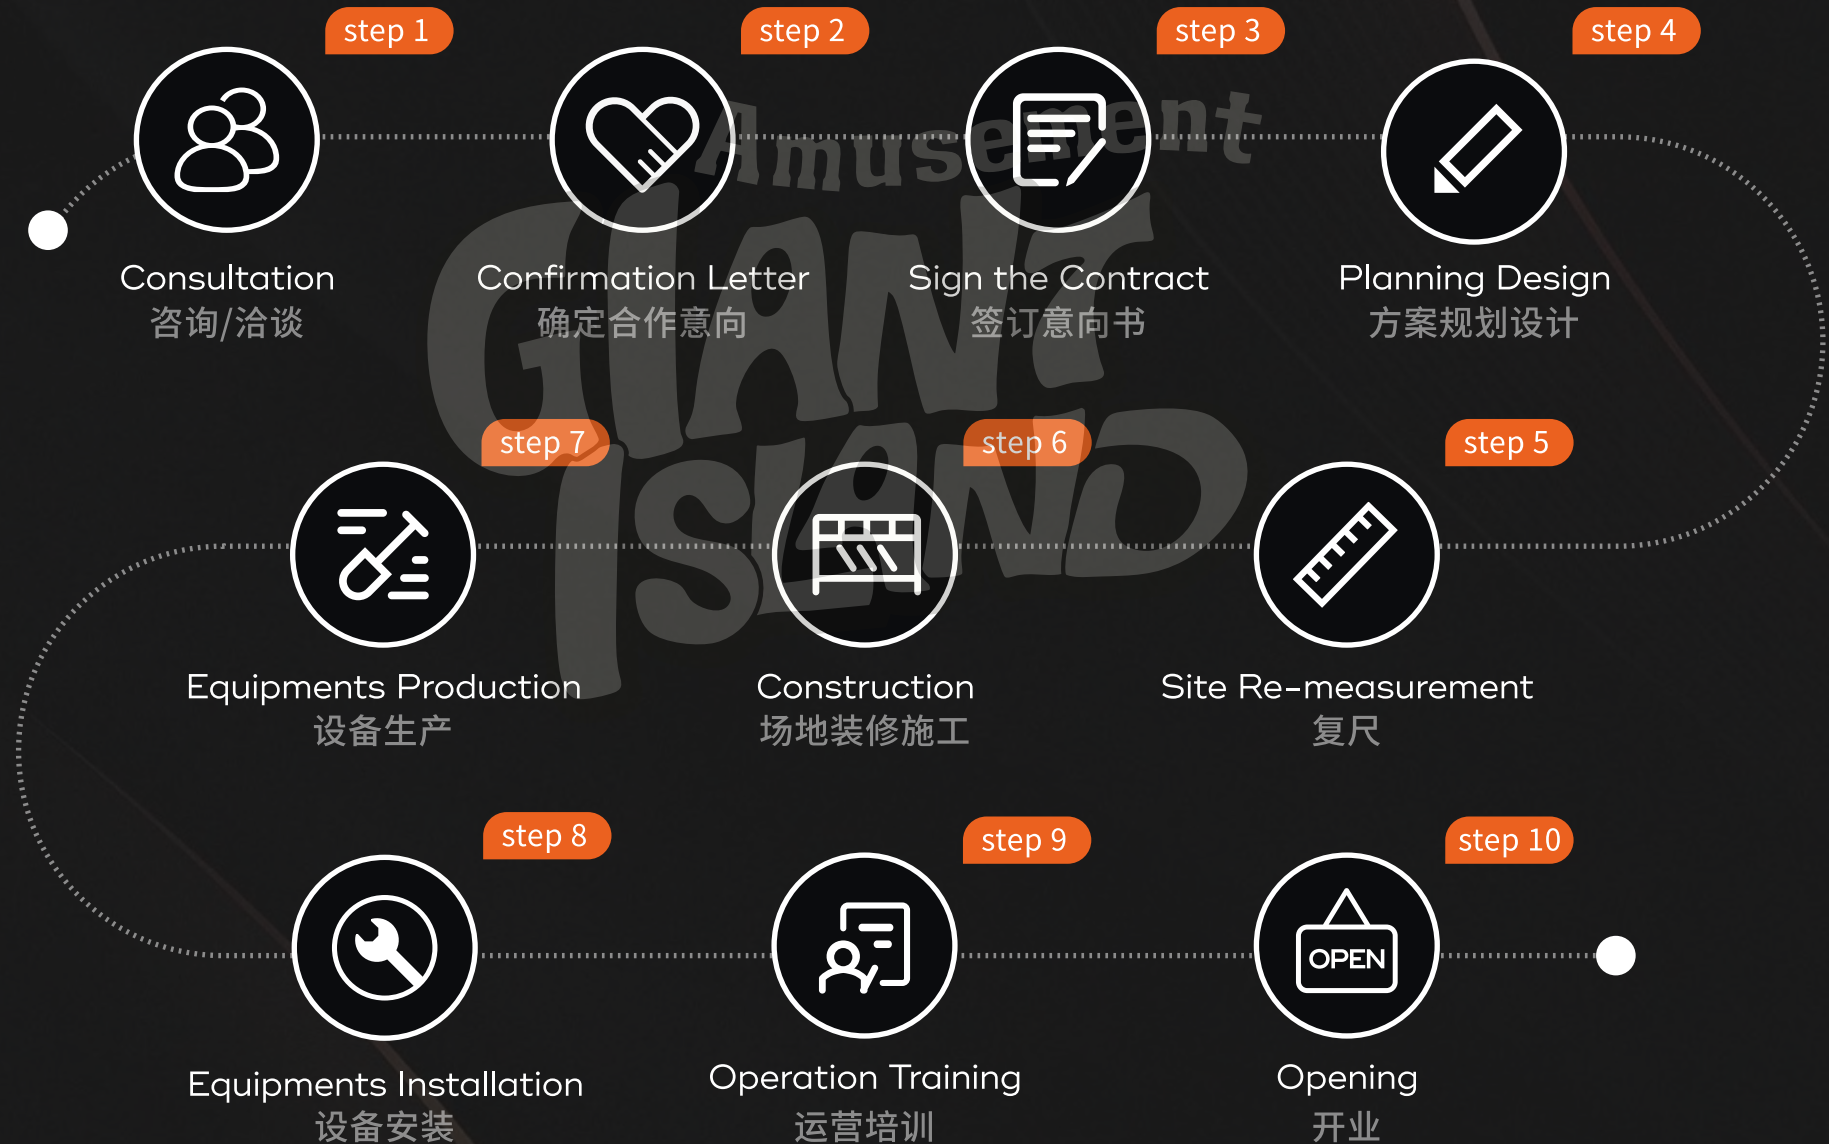 step 1
Consultation
咨询/洽谈
step 2
Confirmation Letter
确定合作意向
step 3
Sign the Contract
签订意向书
step 4
Planning Design
方案规划设计
step 5
Site Re-measurement
复尺
step 6
Construction
场地装修施工
step 7
Equipments Production
设备生产
step 8
Equipments Installation
设备安装
step 9
Operation Training
运营培训
step 10
OPEN
Opening
开业
Amusement
GIANT
ISLAND